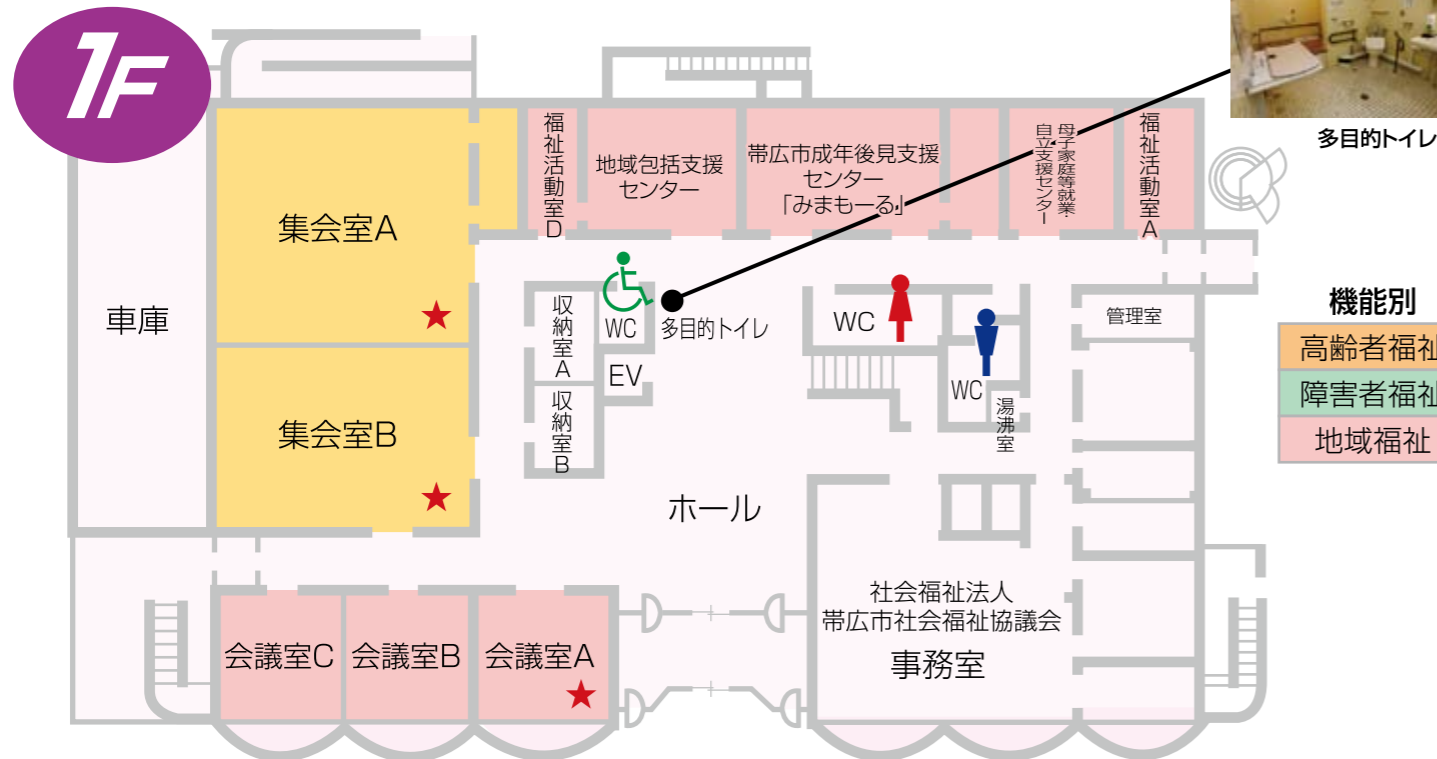 1F
多目的トイレ
福祉活動室D
地域包括支援
センター
帯広市成年後見支援
センター
「みまもーる」
母子家庭等就業・
自立支援センター
福祉活動室A
集会室A
車庫
収納室A
WC
多目的トイレ
WC
管理室
機能別
高齢者福祉
障害者福祉
地域福祉
EV
WC
収納室B
湯沸室
集会室B
ホール
社会福祉法人
帯広市社会福祉協議会
事務室
会議室C
会議室B
会議室A